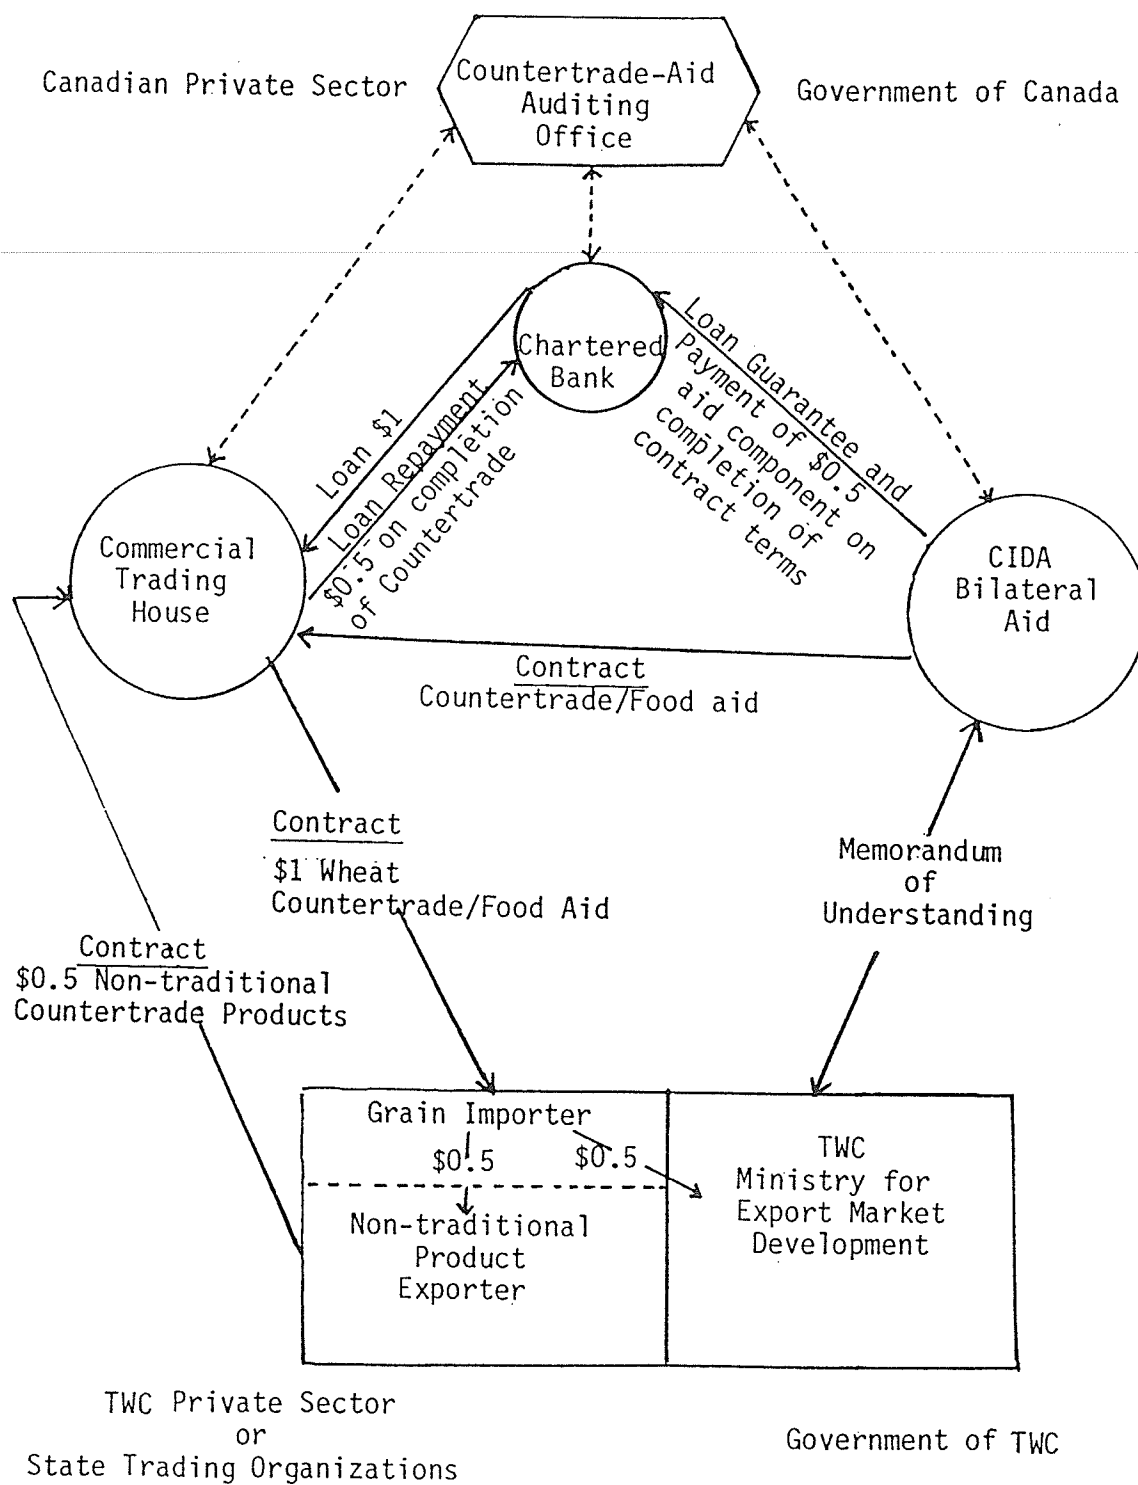 Canadian Private Sector
Countertrade-Aid
Auditing
Office
Government of Canada
Chartered
Bank
Loan $1
Loan Repayment
$0.5 on completion
of Countertrade
Loan Guarantee and
Payment of $0.5
aid component on
completion of
contract terms
Commercial
Trading
House
CIDA
Bilateral
Aid
Contract
Countertrade/Food aid
Contract
$1 Wheat
Countertrade/Food Aid
Memorandum
of
Understanding
Contract
$0.5 Non-traditional
Countertrade Products
Grain Importer
$0.5
$0.5
Non-traditional
Product
Exporter
TWC
Ministry for
Export Market
Development
TWC Private Sector
or
State Trading Organizations
Government of TWC